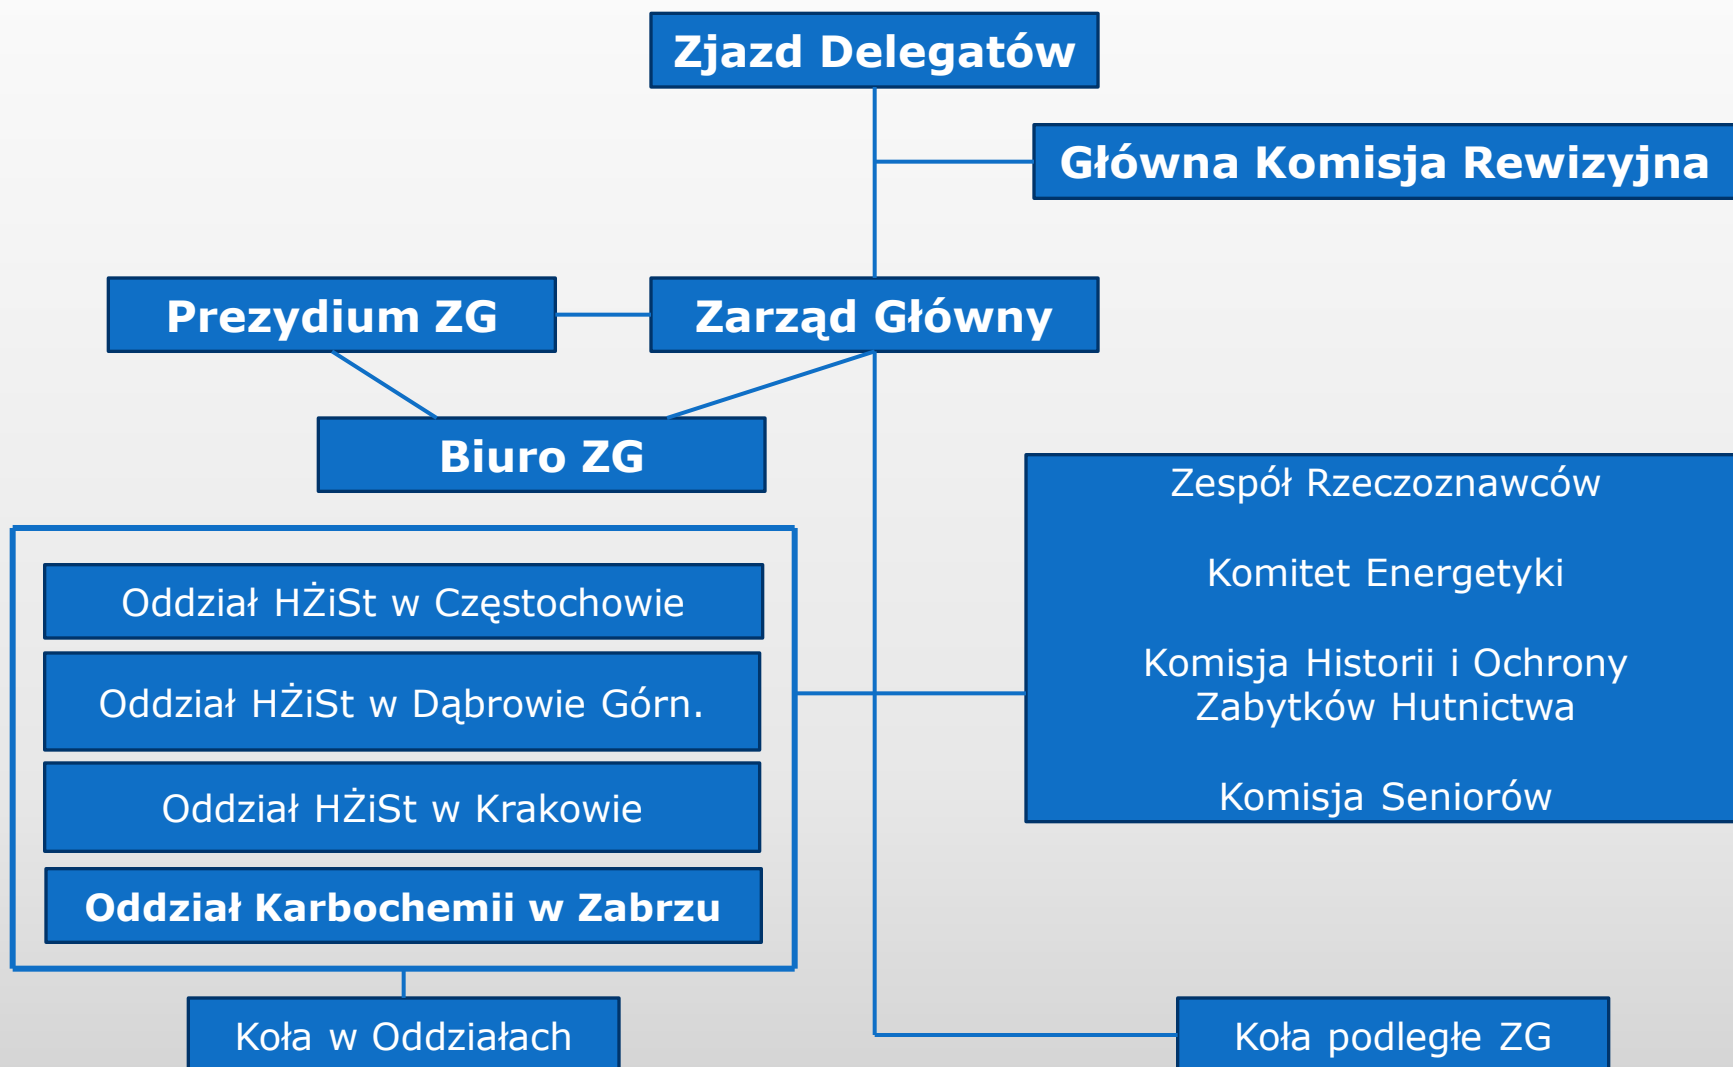 Zjazd Delegatów
Główna Komisja Rewizyjna
Prezydium ZG
Zarząd Główny
Biuro ZG
Zespół Rzeczoznawców
Komitet Energetyki
Komisja Historii i Ochrony
Zabytków Hutnictwa
Komisja Seniorów
Oddział HŻiSt w Częstochowie
Oddział HŻiSt w Dąbrowie Górn.
Oddział HŻiSt w Krakowie
Oddział Karbochemii w Zabrzu
Koła w Oddziałach
Koła podległe ZG